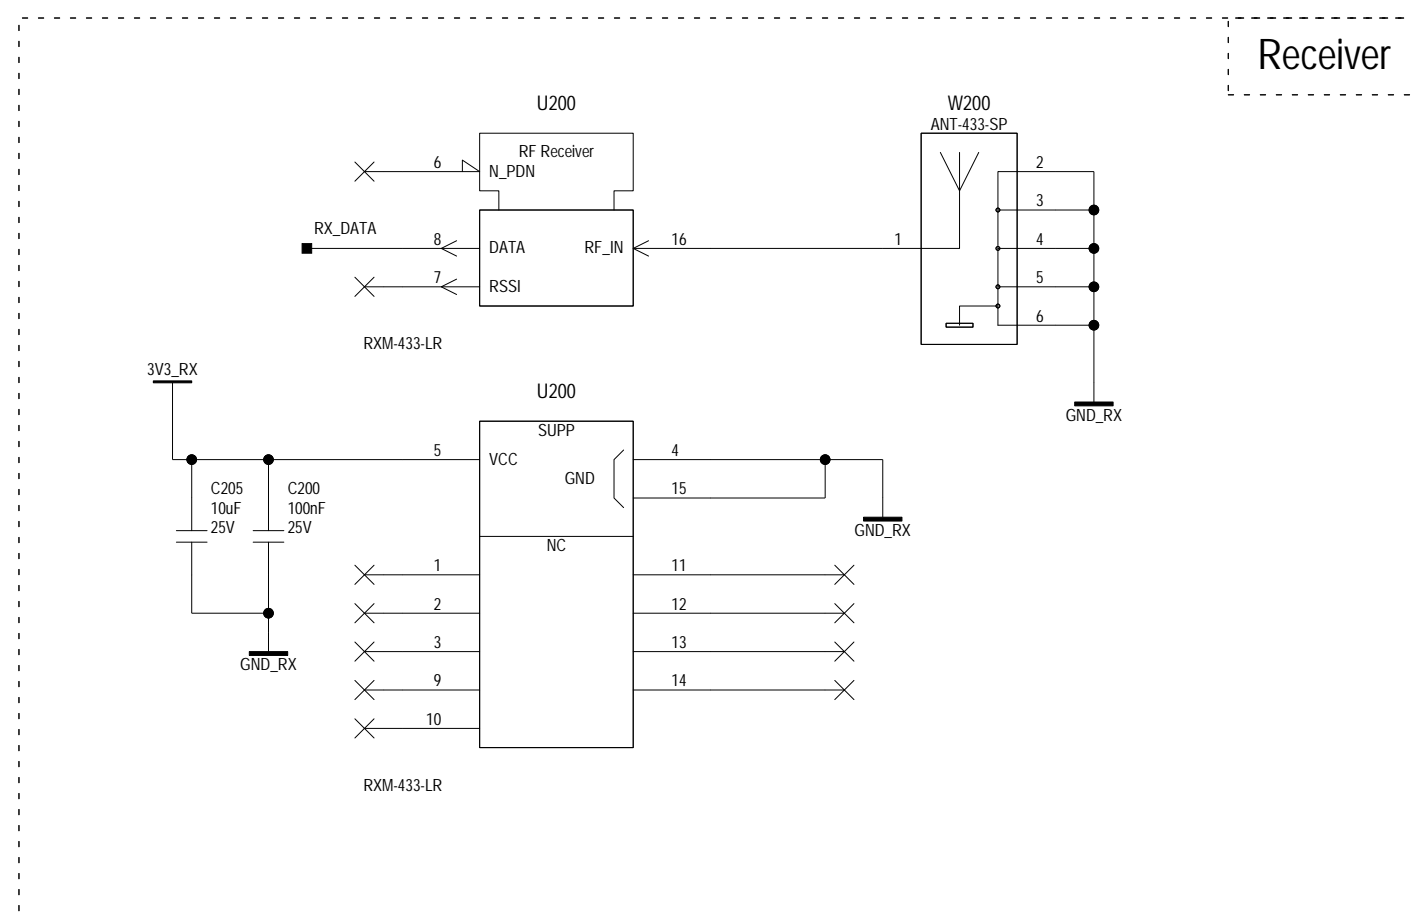 Receiver
U200
RF Receiver
6
N_PDN
RX_DATA
8
DATA
RF_IN
16
7
RSSI
RXM-433-LR
W200
ANT-433-SP
1
2
3
4
5
6
GND_RX
3V3_RX
U200
SUPP
5
VCC
GND
4
15
GND_RX
C205
10uF
25V
C200
100nF
25V
GND_RX
NC
1
11
2
12
3
13
9
14
10
RXM-433-LR